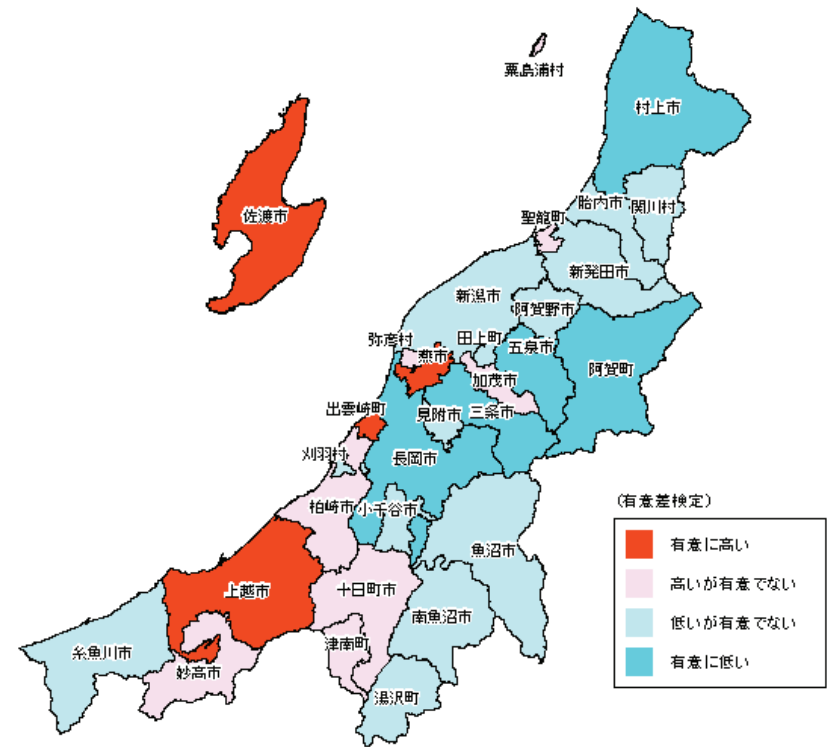 粟島浦村
村上市
佐渡市
胎内市
関川村
聖籠町
新発田市
新潟市
阿賀野市
弥彦村
田上町
燕市
五泉市
阿賀町
加茂市
出雲崎町
見附市
三条市
刈羽村
長岡市
柏崎市
小千谷市
魚沼市
上越市
十日町市
南魚沼市
糸魚川市
津南町
妙高市
湯沢町
(有意差検定)
有意に高い
高いが有意でない
低いが有意でない
有意に低い